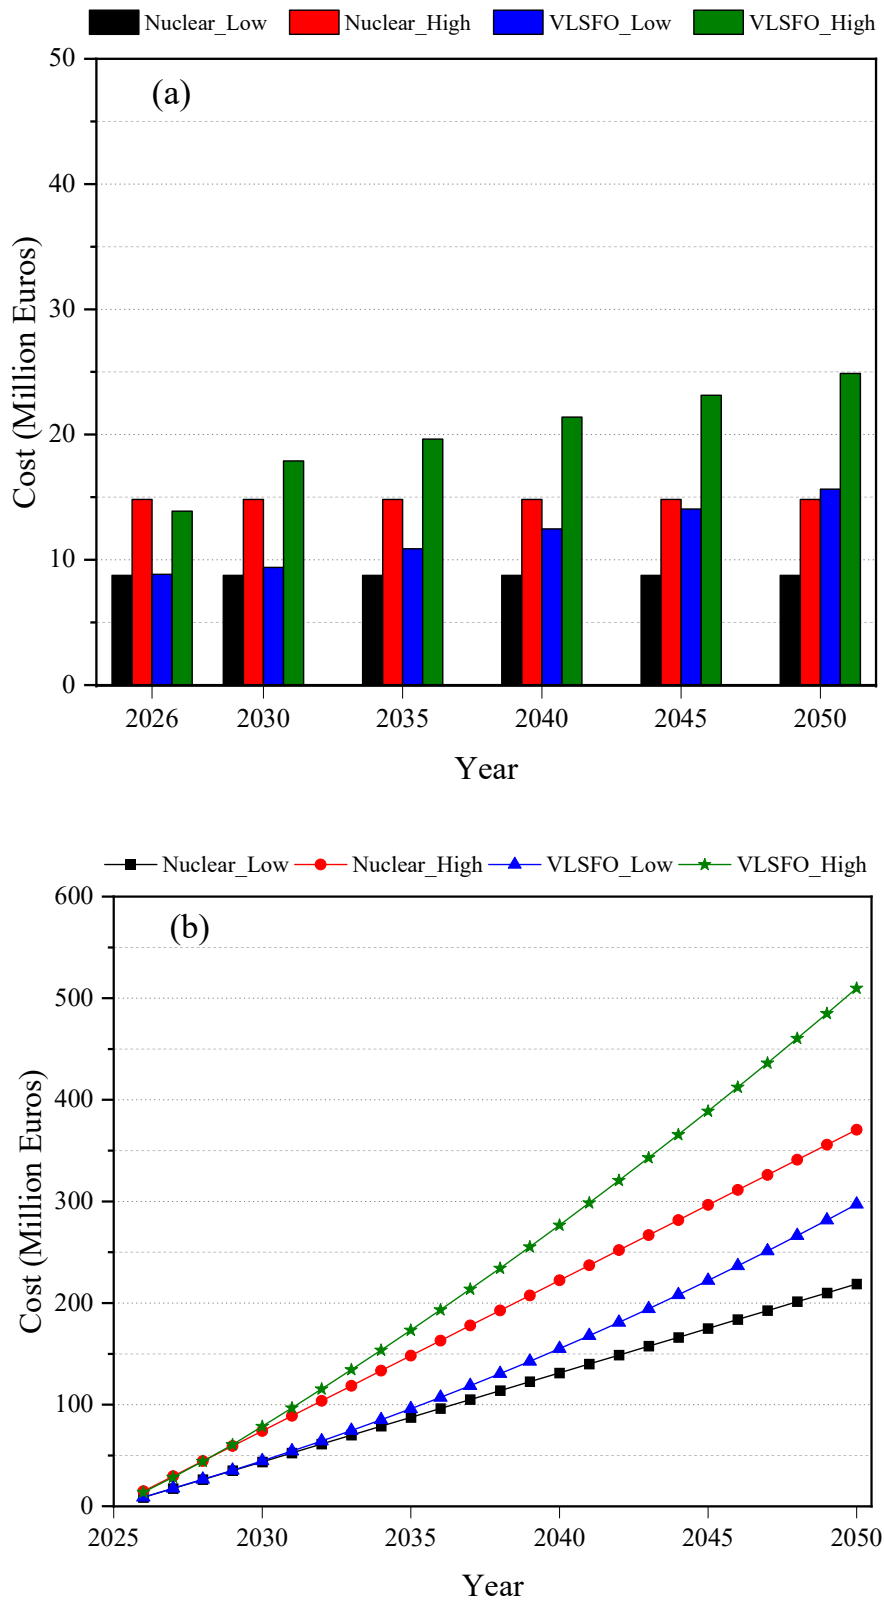 Nuclear_Low Nuclear_High VLSFO_Low VLSFO_High
(a)
50
40
30
20
10
0
Cost (Million Euros)
2026 2030 2035 2040 2045 2050
Year
Nuclear_Low Nuclear_High VLSFO_Low VLSFO_High
(b)
600
500
400
300
200
100
0
Cost (Million Euros)
2025 2030 2035 2040 2045 2050
Year